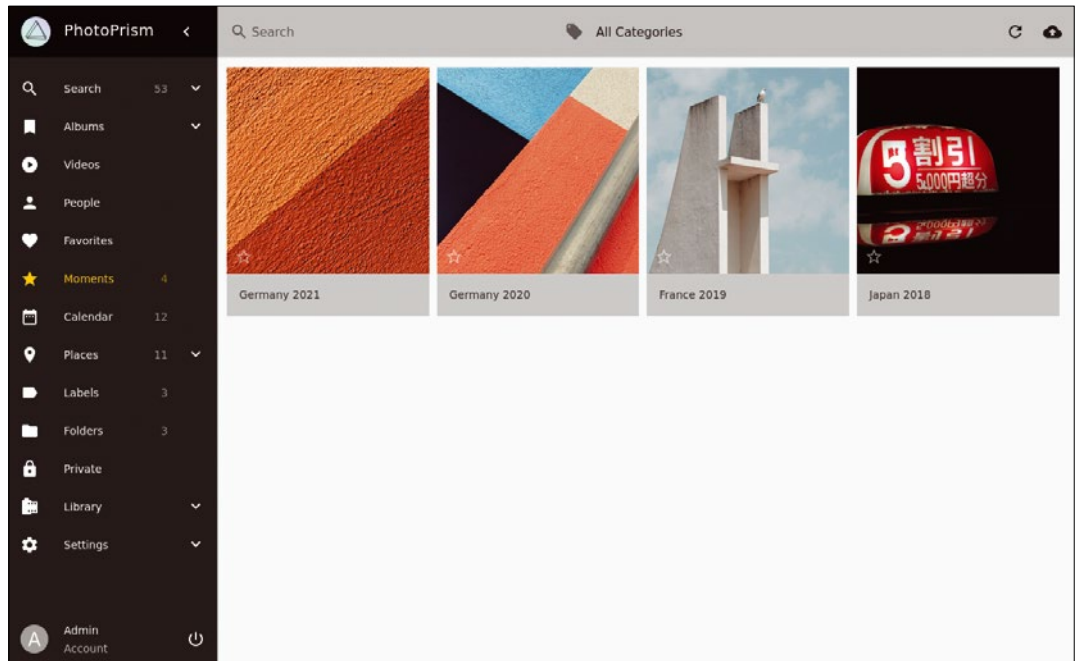 PhotoPrism
Search 53
Albums
Videos
People
Favorites
Moments 4
Calendar 12
Places 11
Labels 3
Folders 3
Private
Library
Settings
A
Admin
Account
Search
All Categories
5 割引
5,000円超分
Germany 2021
Germany 2020
France 2019
Japan 2018